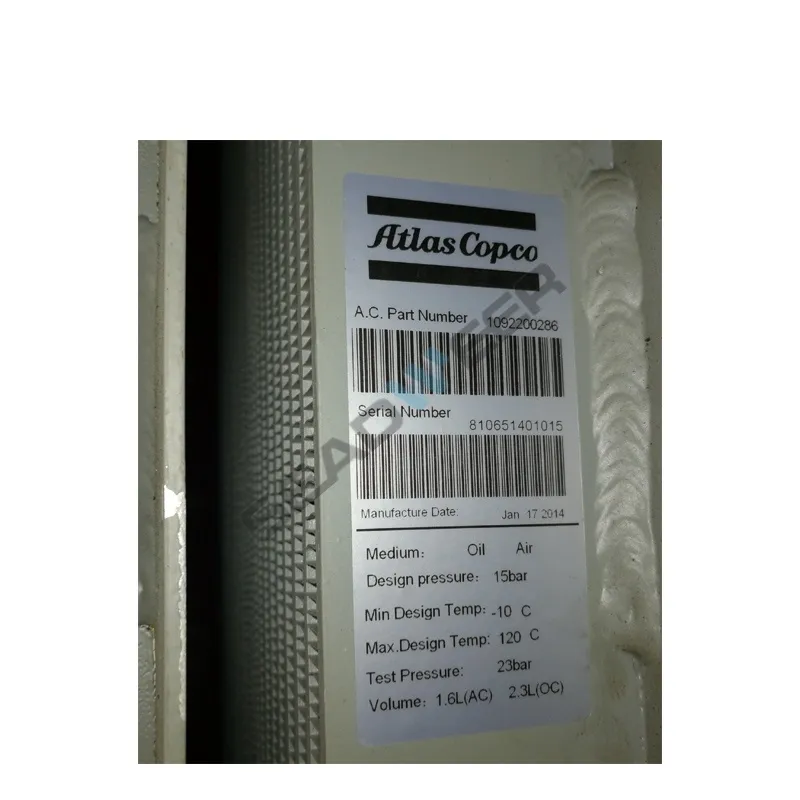 Atlas Copco
A.C. Part Number 1092200286
Serial Number
810651401015
Manufacture Date: Jan 17 2014
Medium: Oil Air
Design pressure: 15bar
Min Design Temp: -10 C
Max.Design Temp: 120 C
Test Pressure: 23bar
Volume: 1.6L(AC) 2.3L(OC)